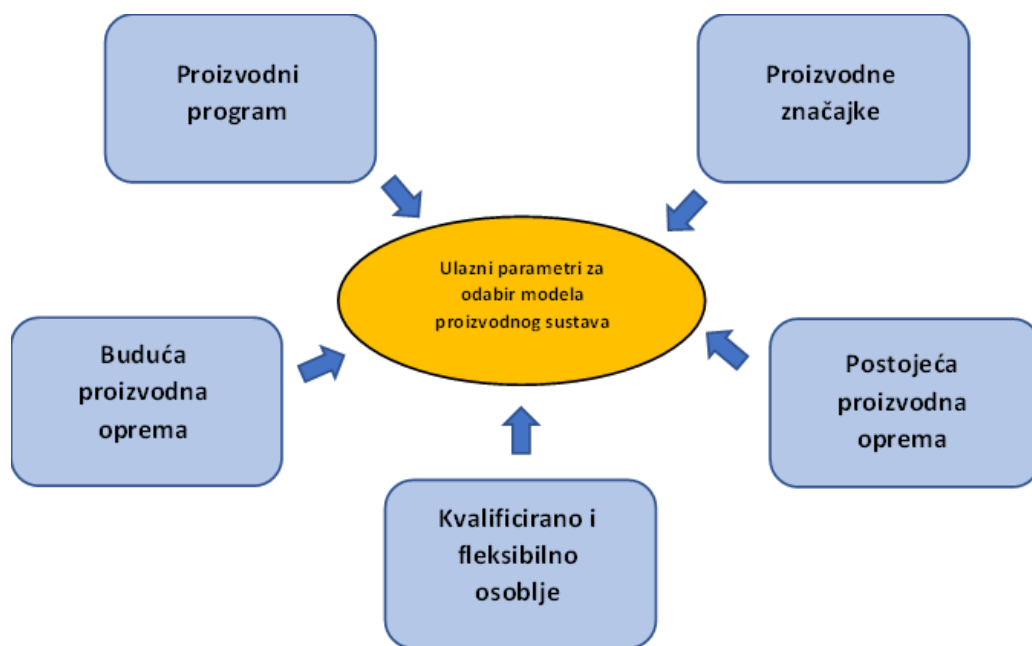 Proizvodni
program
Proizvodne
značajke
Ulazni parametri za
odabir modela
proizvodnog sustava
Buduća
proizvodna
oprema
Postojeća
proizvodna
oprema
Kvalificirano i
fleksibilno
osoblje